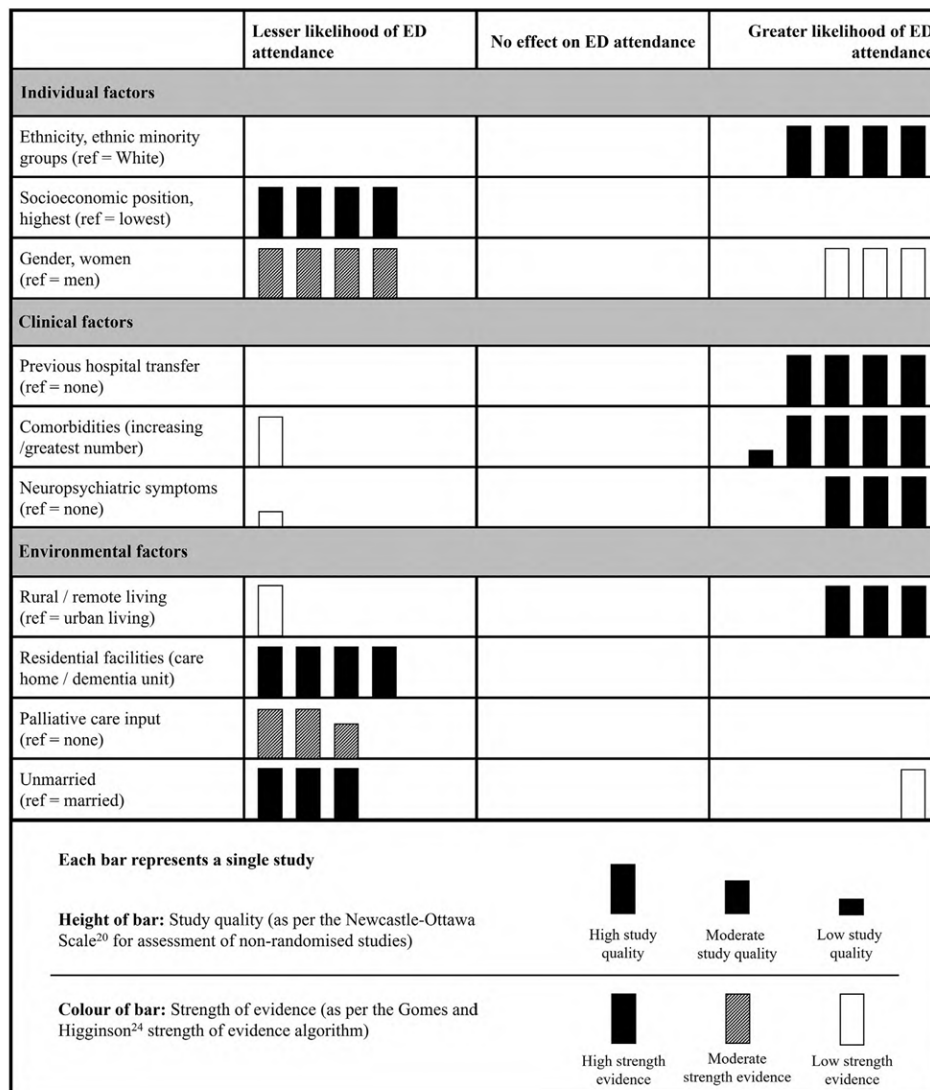 Lesser likelihood of ED
attendance
No effect on ED attendance
Greater likelihood of ED
attendance
Individual factors
Ethnicity, ethnic minority
groups (ref = White)
Socioeconomic position,
highest (ref = lowest)
Gender, women
(ref = men)
Clinical factors
Previous hospital transfer
(ref = none)
Comorbidities (increasing
/greatest number)
Neuropsychiatric symptoms
(ref = none)
Environmental factors
Rural / remote living
(ref = urban living)
Residential facilities (care
home / dementia unit)
Palliative care input
(ref = none)
Unmarried
(ref = married)
Each bar represents a single study
Height of bar: Study quality (as per the Newcastle-Ottawa
Scale20 for assessment of non-randomised studies)
High study
quality
Moderate
study quality
Low study
quality
Colour of bar: Strength of evidence (as per the Gomes and
Higginson24 strength of evidence algorithm)
High strength
evidence
Moderate
strength evidence
Low strength
evidence